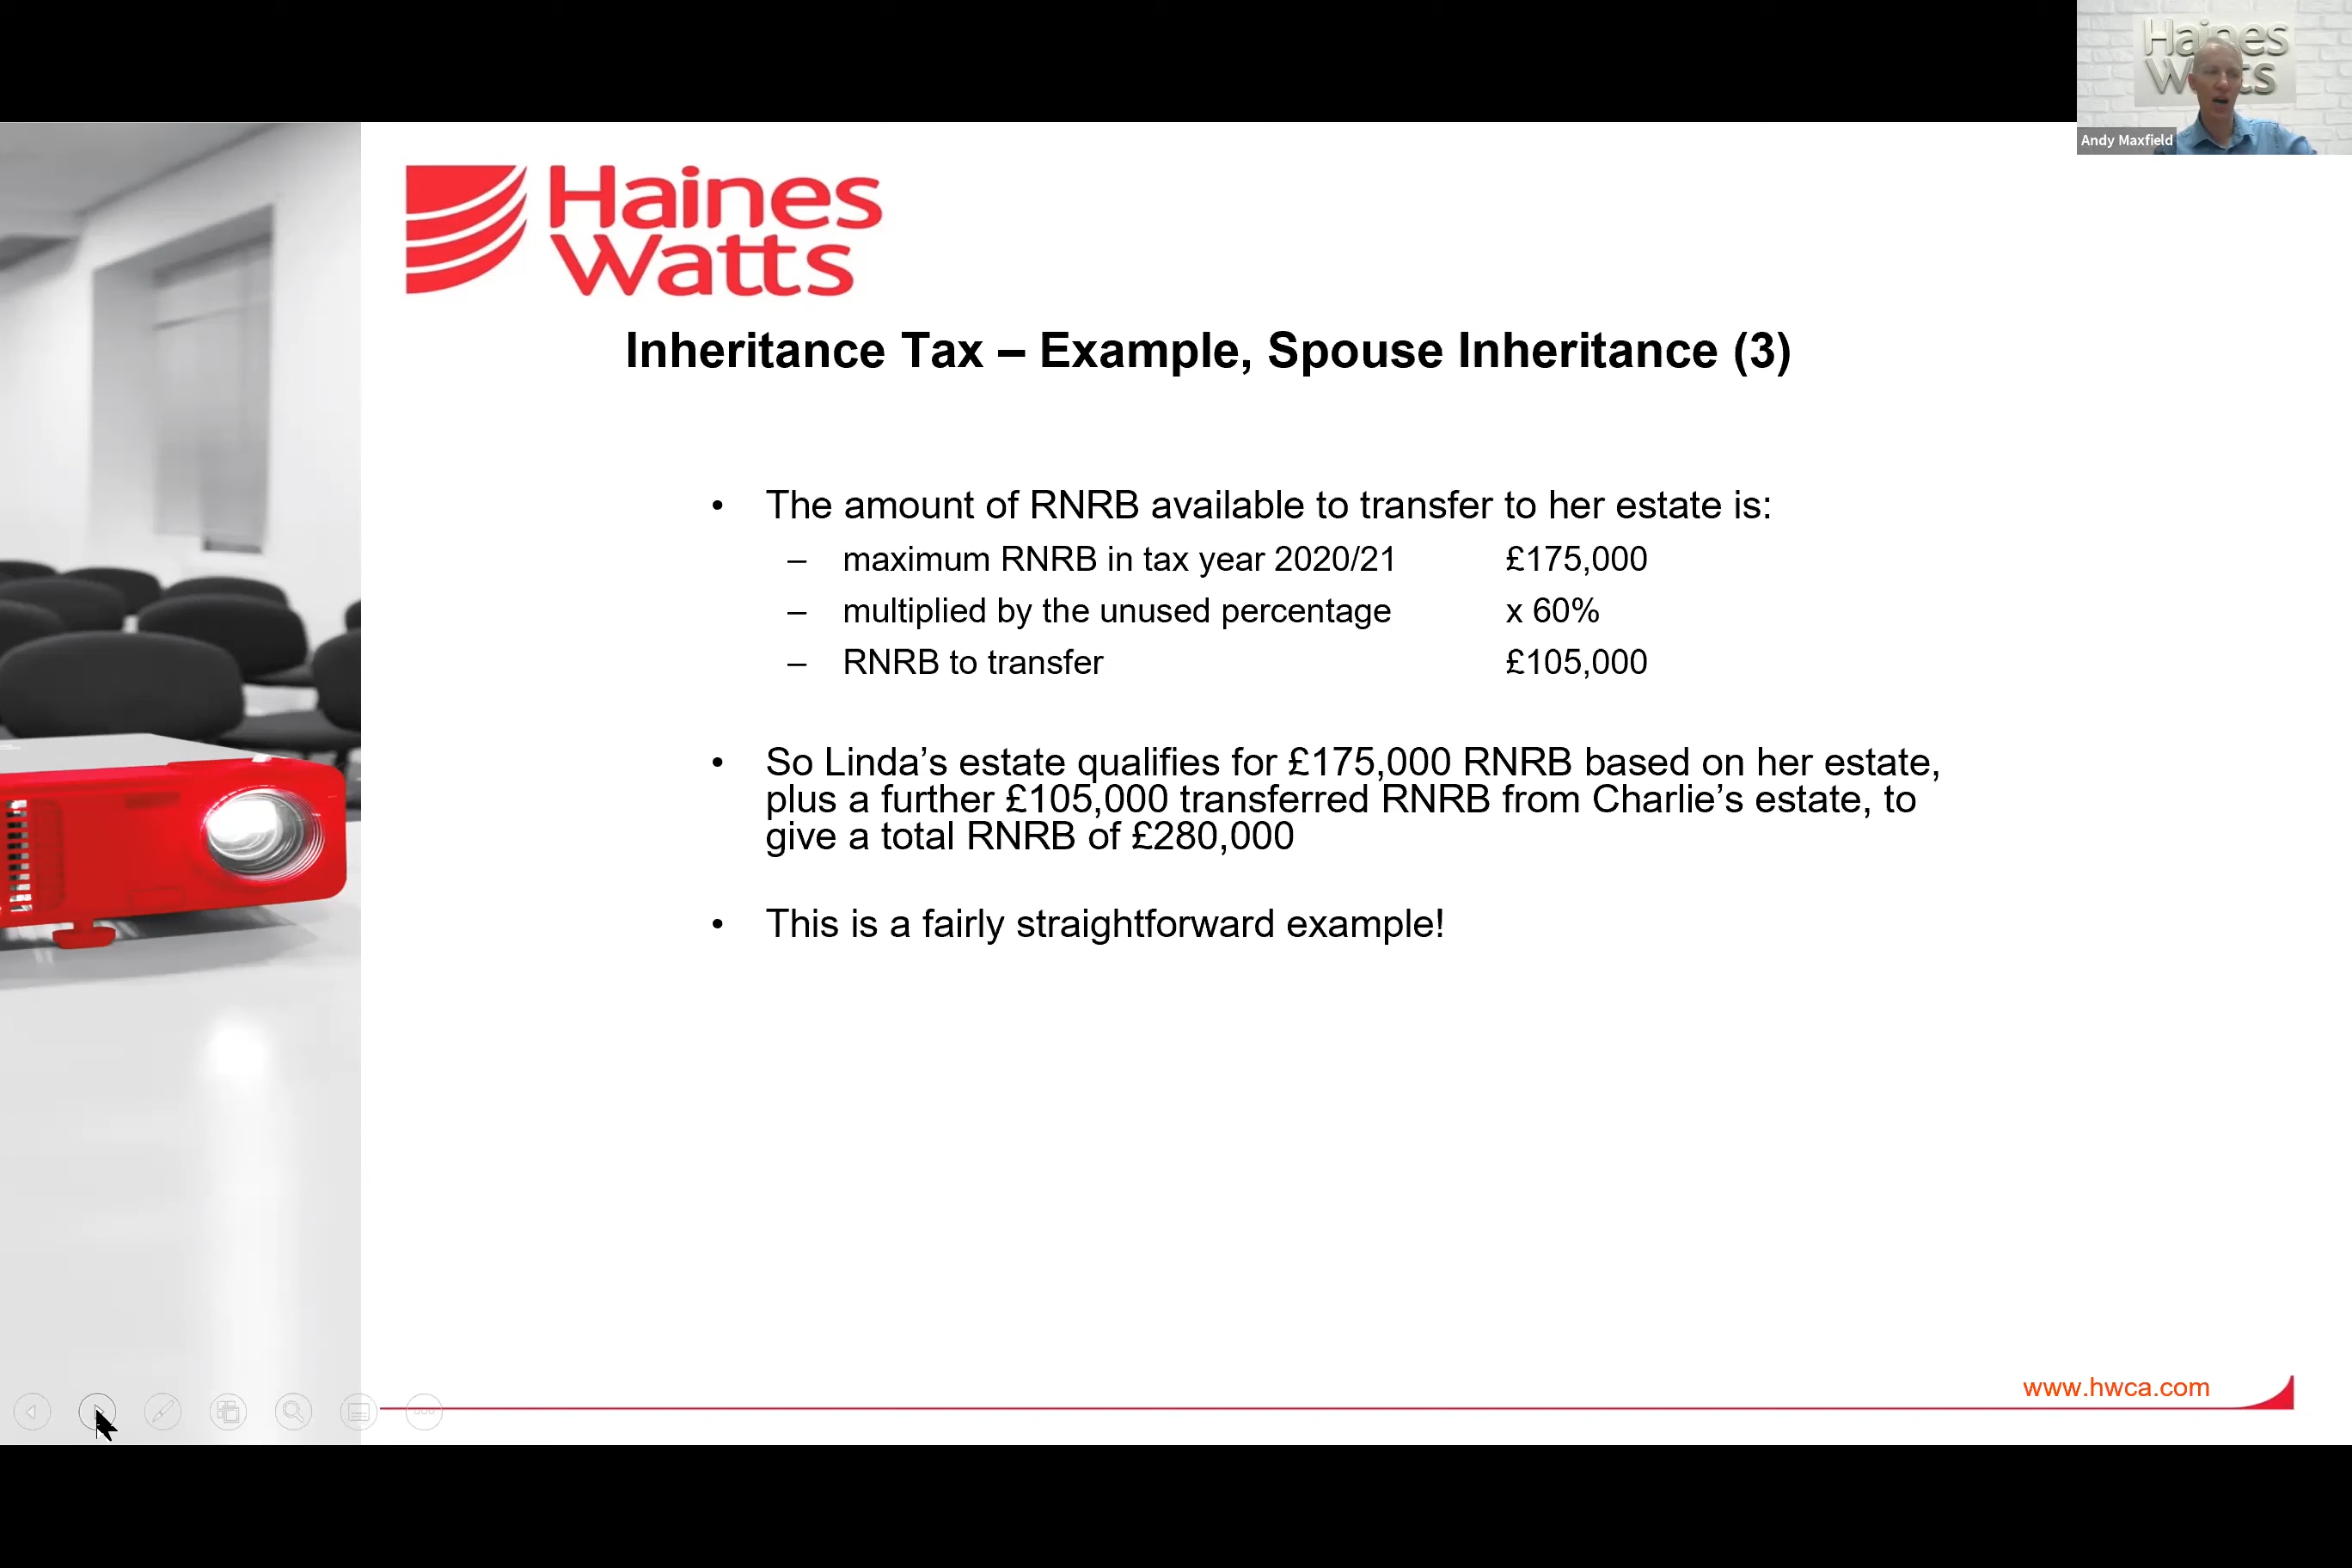 Haines
Watts
Andy Maxfield
Haines
Watts
Inheritance Tax – Example, Spouse Inheritance (3)
• The amount of RNRB available to transfer to her estate is:
– maximum RNRB in tax year 2020/21 £175,000
– multiplied by the unused percentage x 60%
– RNRB to transfer £105,000
• So Linda’s estate qualifies for £175,000 RNRB based on her estate,
plus a further £105,000 transferred RNRB from Charlie’s estate, to
give a total RNRB of £280,000
• This is a fairly straightforward example!
www.hwca.com